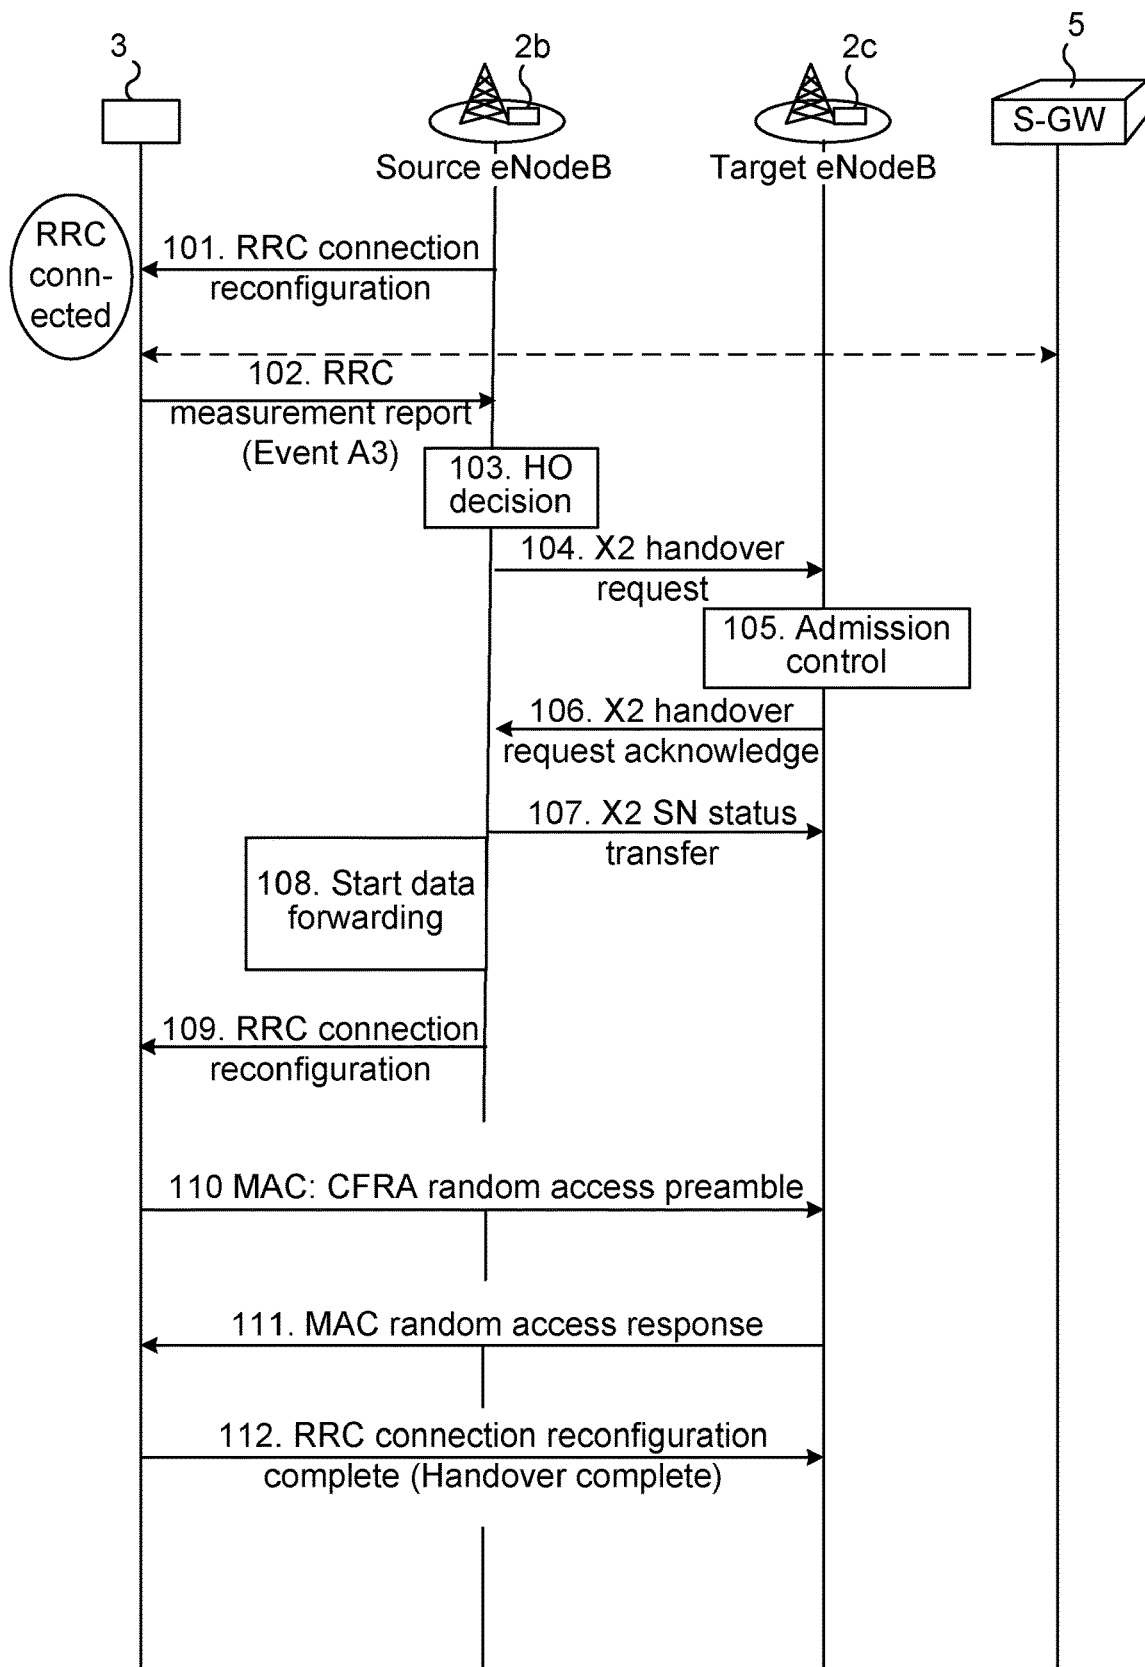 3
2b
2c
5
S-GW
Source eNodeB
Target eNodeB
RRC
conn-
ected
101. RRC connection
reconfiguration
102. RRC
measurement report
(Event A3)
103. HO
decision
104. X2 handover
request
105. Admission
control
106. X2 handover
request acknowledge
107. X2 SN status
transfer
108. Start data
forwarding
109. RRC connection
reconfiguration
110 MAC: CFRA random access preamble
111. MAC random access response
112. RRC connection reconfiguration
complete (Handover complete)